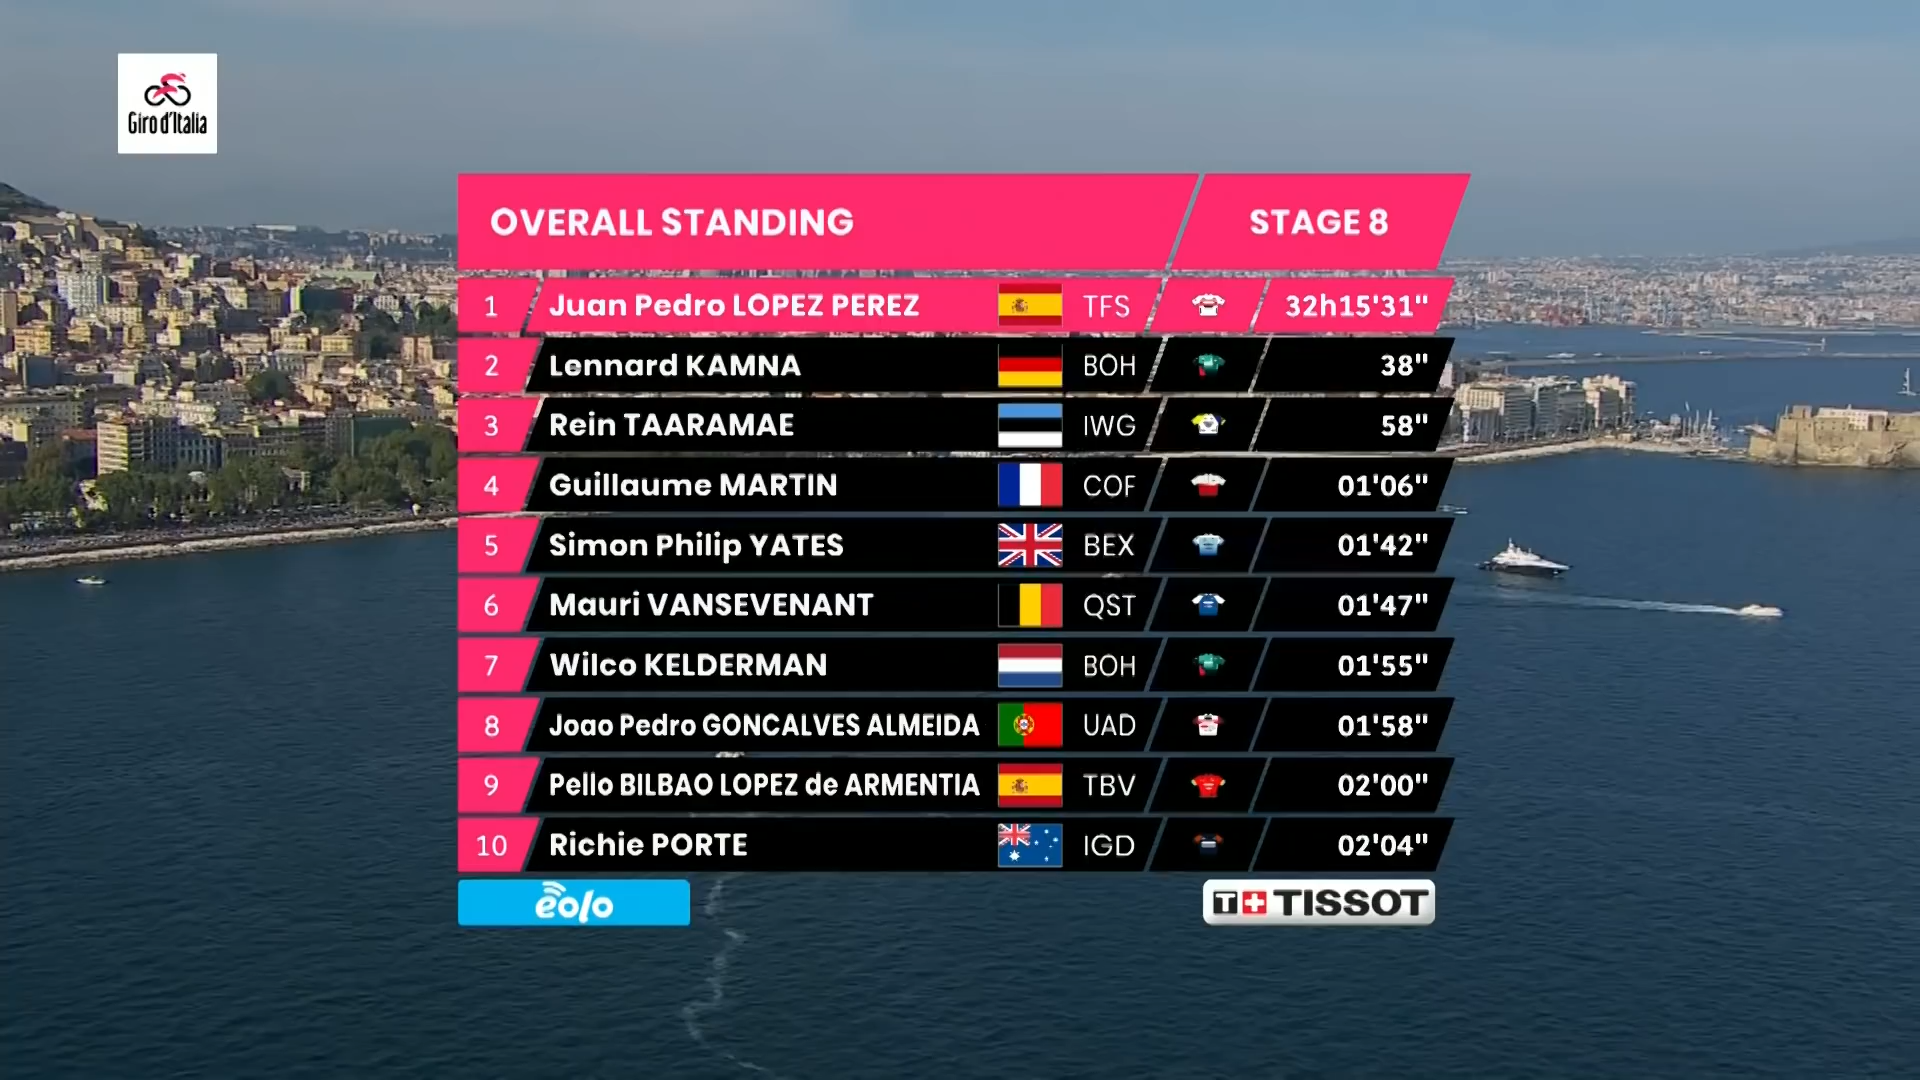 Giro d'Italia
OVERALL STANDING STAGE 8
1 Juan Pedro LOPEZ PEREZ TFS 32h15'31"
2 Lennard KAMNA BOH 38"
3 Rein TAARAMAE IWG 58"
4 Guillaume MARTIN COF 01'06"
5 Simon Philip YATES BEX 01'42"
6 Mauri VANSEVENANT QST 01'47"
7 Wilco KELDERMAN BOH 01'55"
8 Joao Pedro GONCALVES ALMEIDA UAD 01'58"
9 Pello BILBAO LOPEZ de ARMENTIA TBV 02'00"
10 Richie PORTE IGD 02'04"
eolo T+ TISSOT